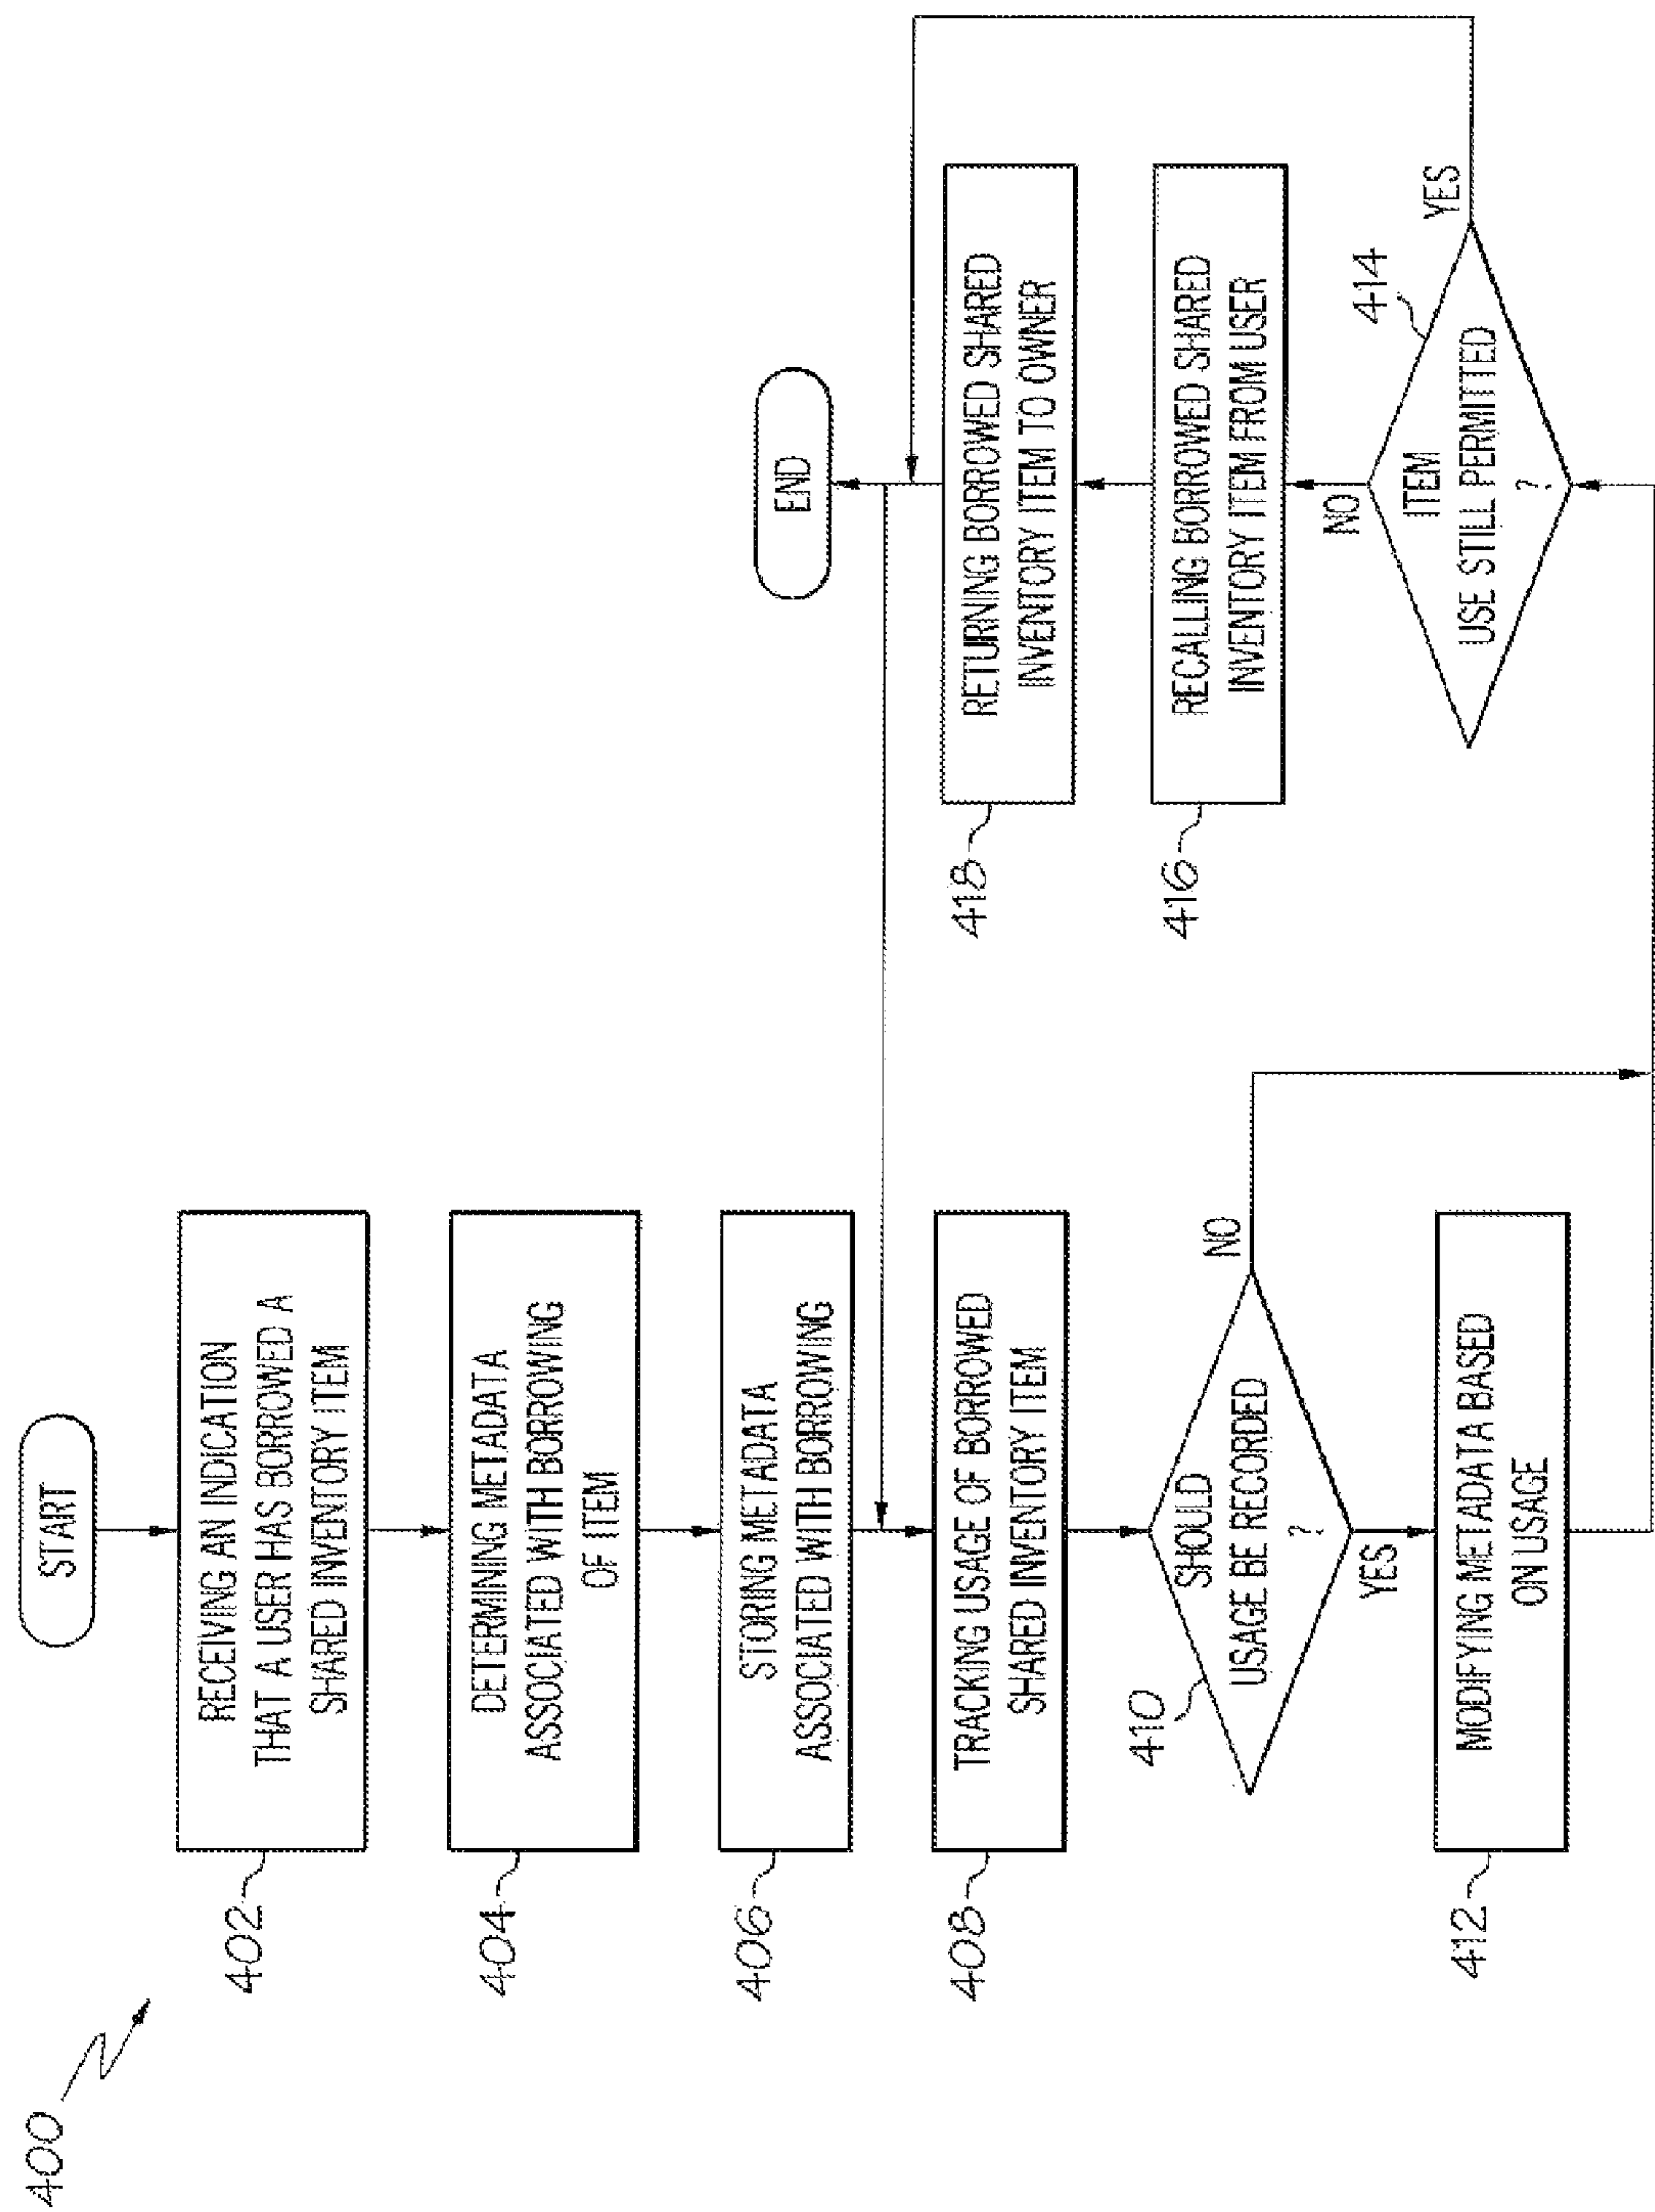 400
START
402
RECEIVING AN INDICATION
THAT A USER HAS BORROWED A
SHARED INVENTORY ITEM
404
DETERMINING METADATA
ASSOCIATED WITH BORROWING
OF ITEM
406
STORING METADATA
ASSOCIATED WITH BORROWING
408
TRACKING USAGE OF BORROWED
SHARED INVENTORY ITEM
410
SHOULD
USAGE BE RECORDED
?
NO
YES
412
MODIFYING METADATA BASED
ON USAGE
END
418
RETURNING BORROWED SHARED
INVENTORY ITEM TO OWNER
416
RECALLING BORROWED SHARED
INVENTORY ITEM FROM USER
NO
414
ITEM
USE STILL PERMITTED
?
YES